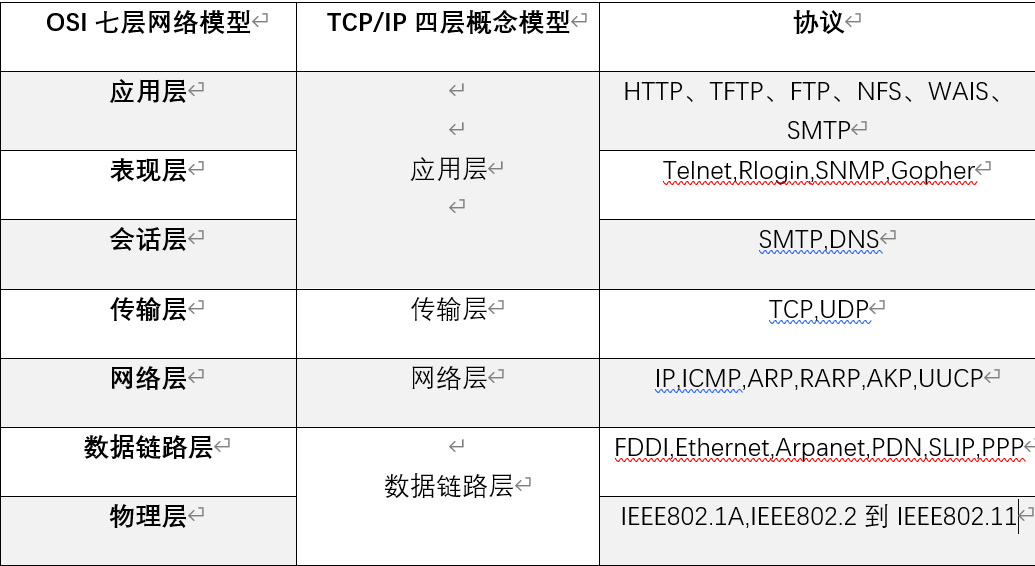 OSI 七层网络模型
TCP/IP 四层概念模型
协议
应用层
应用层
HTTP、TFTP、FTP、NFS、WAIS、
SMTP
表现层
Telnet,Rlogin,SNMP,Gopher
会话层
SMTP,DNS
传输层
传输层
TCP,UDP
网络层
网络层
IP,ICMP,ARP,RARP,AKP,UUCP
数据链路层
数据链路层
FDDI,Ethernet,Arpanet,PDN,SLIP,PPP
物理层
IEEE802.1A,IEEE802.2 到 IEEE802.11